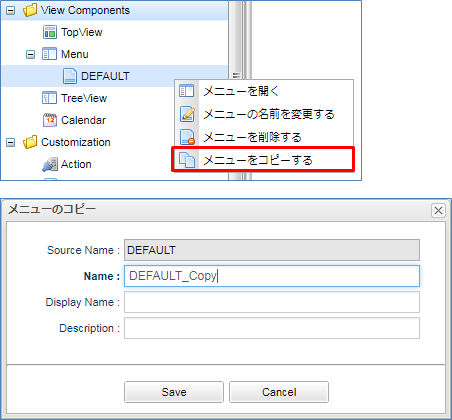 View Components
TopView
Menu
DEFAULT
TreeView
Calendar
Customization
Action
メニューを開く
メニューの名前を変更する
メニューを削除する
メニューをコピーする
メニューのコピー
Source Name : DEFAULT
Name : DEFAULT_Copy
Display Name :
Description :
Save Cancel